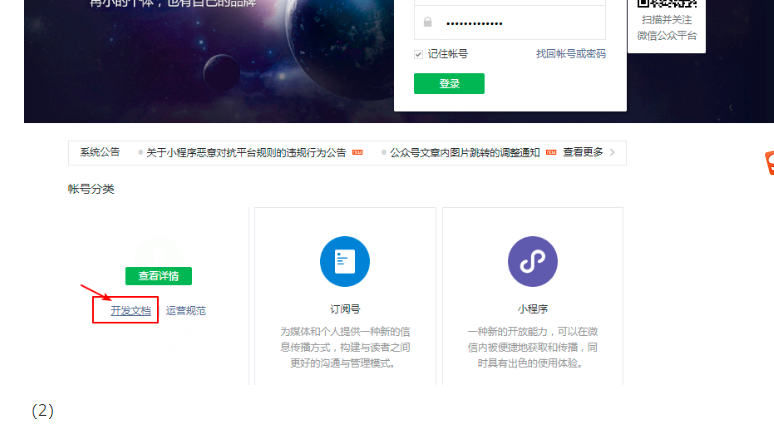 再小的个体，也有自己的品牌
•••••••••••••
扫描并关注
微信公众平台
记住帐号
找回帐号或密码
登录
系统公告
关于小程序恶意对抗平台规则的违规行为公告
公众号文章内图片跳转的调整通知
查看更多
帐号分类
查看详情
开发文档
运营规范
订阅号
为媒体和个人提供一种新的信
息传播方式，构建与读者之间
更好的沟通与管理模式。
小程序
一种新的开放能力，可以在微
信内被便捷地获取和传播，同
时具有出色的使用体验。
(2)